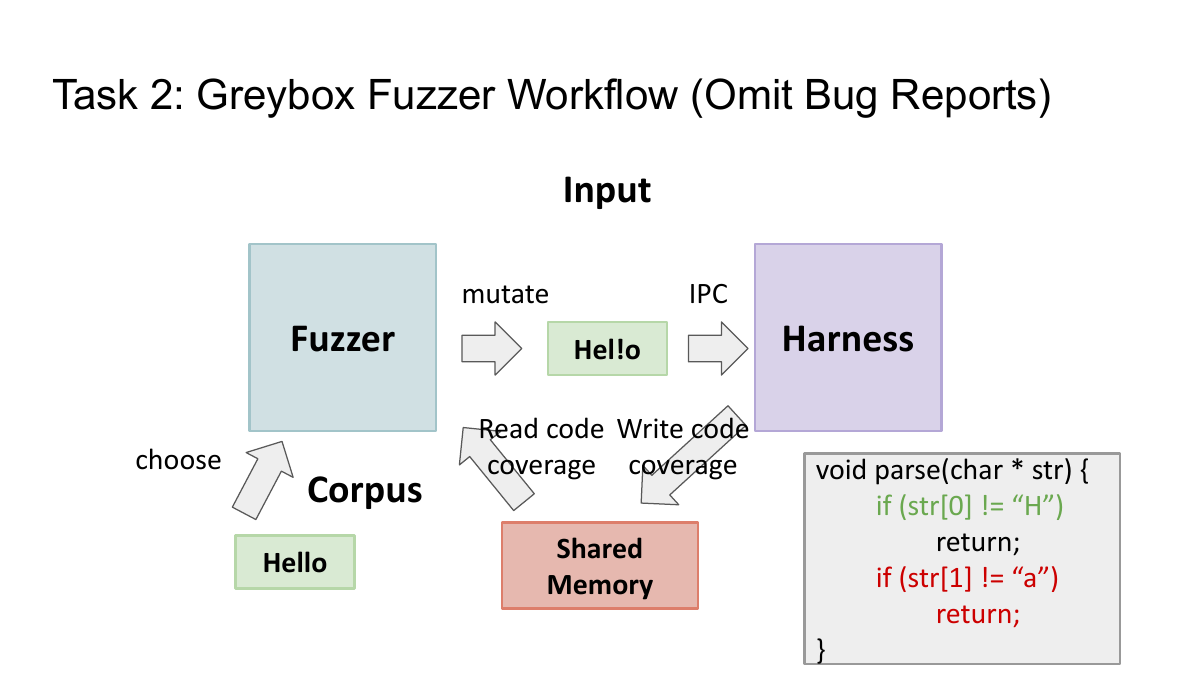 Task 2: Greybox Fuzzer Workflow (Omit Bug Reports)
Input
Fuzzer
mutate
Hel!o
IPC
Harness
choose
Corpus
Hello
Read code
coverage
Write code
coverage
Shared
Memory
void parse(char * str) {
if (str[0] != “H”)
return;
if (str[1] != “a”)
return;
}